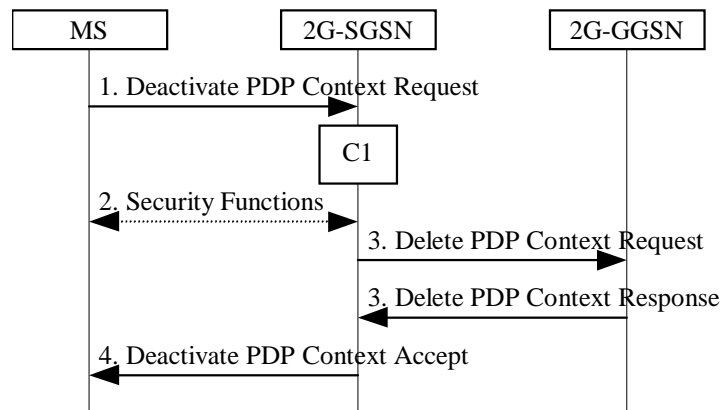 MS
2G-SGSN
2G-GGSN
1. Deactivate PDP Context Request
C1
2. Security Functions
3. Delete PDP Context Request
3. Delete PDP Context Response
4. Deactivate PDP Context Accept